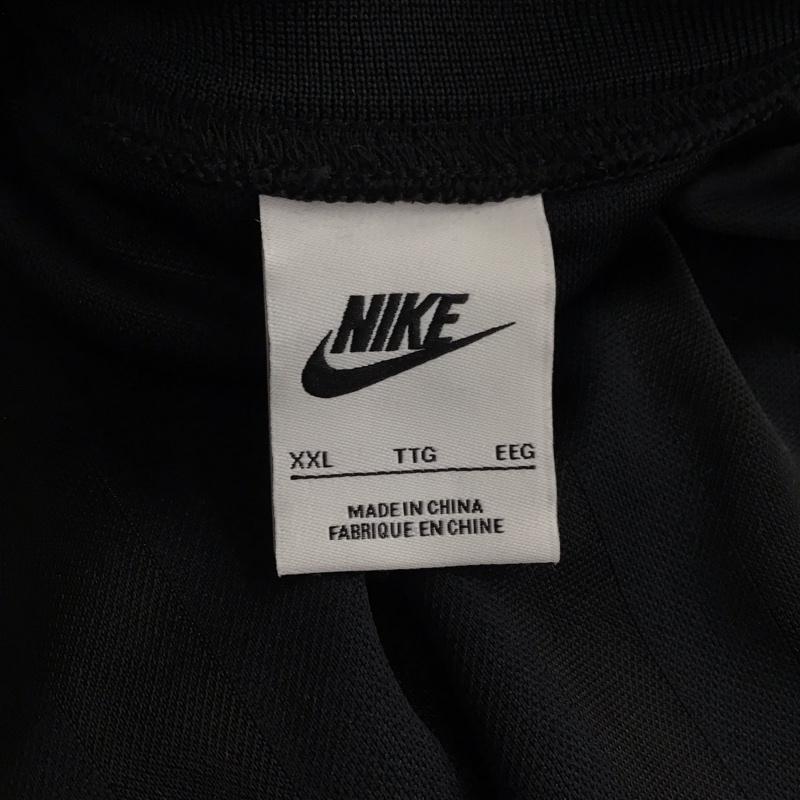 NIKE
XXL TTG EEG
MADE IN CHINA
FABRIQUE EN CHINE